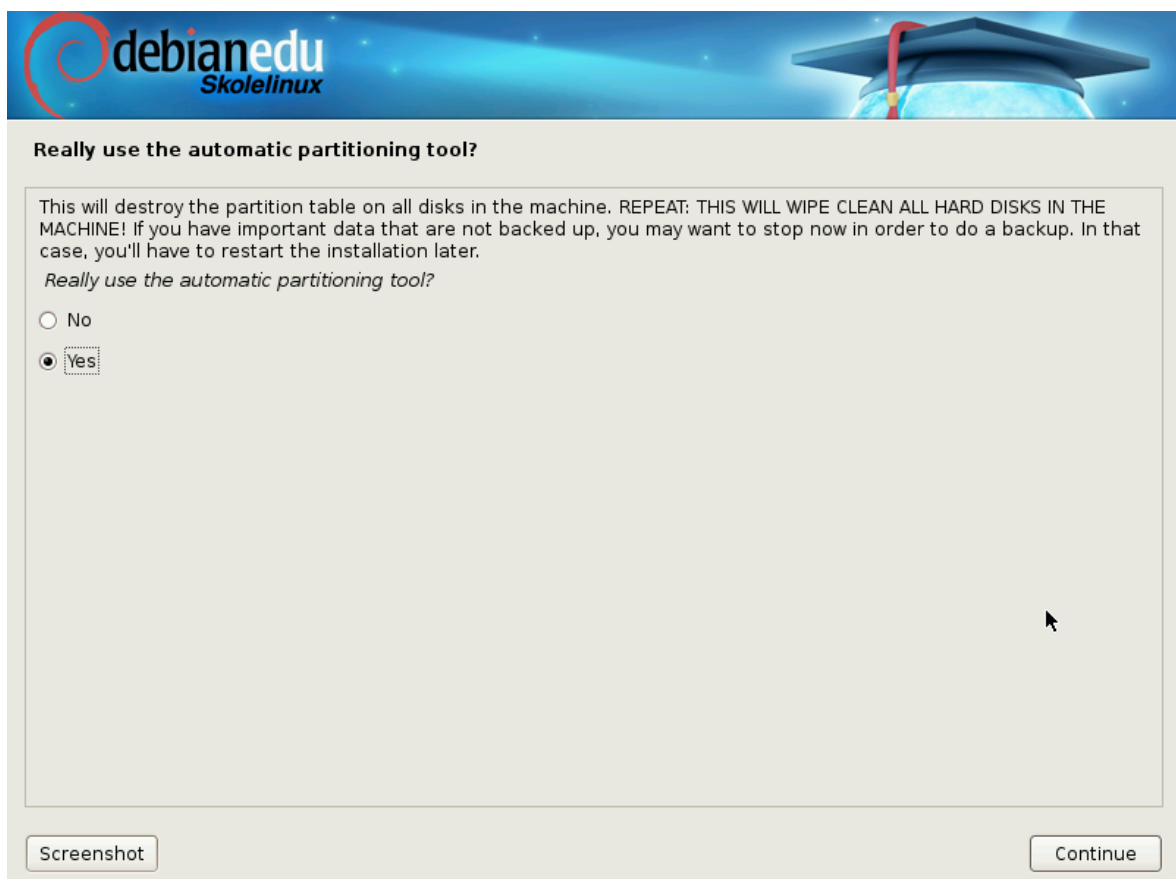 debianedu
Skolelinux
Really use the automatic partitioning tool?
This will destroy the partition table on all disks in the machine. REPEAT: THIS WILL WIPE CLEAN ALL HARD DISKS IN THE
MACHINE! If you have important data that are not backed up, you may want to stop now in order to do a backup. In that
case, you'll have to restart the installation later.
Really use the automatic partitioning tool?
No
Yes
Screenshot
Continue